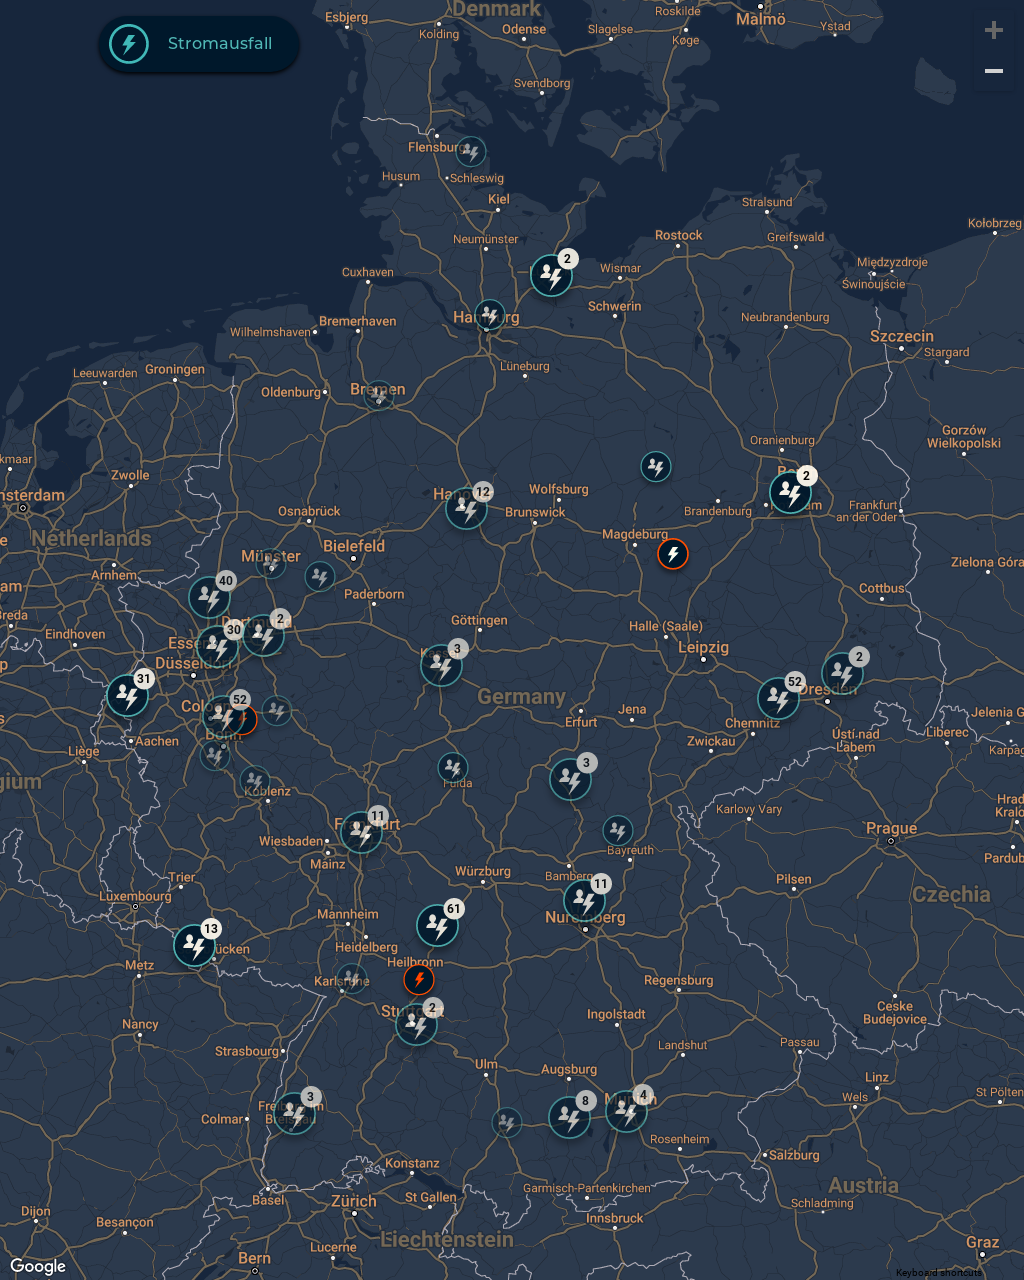 Denmark
Esbjerg
Kolding
Odense
Slagelse
Roskilde
Køge
Malmö
Ystad
Stromausfall
Svendborg
Flensburg
Husum
Schleswig
Kiel
Stralsund
Neumünster
Rostock
Greifswald
Kołobrzeg
2
Cuxhaven
Wismar
Międzyzdroje
Świnoujście
Schwerin
Hamburg
Neubrandenburg
Bremerhaven
Wilhelmshaven
Szczecin
Stargard
Groningen
Leeuwarden
Lüneburg
Oldenburg
Bremen
Oranienburg
Gorzów
Wielkopolski
kmaar
Zwolle
2
Wolfsburg
12
nsterdam
Osnabrück
Brunswick
Brandenburg
Frankfurt
an der Oder
Netherlands
Magdeburg
Bielefeld
Münster
Zielona Góra
Arnhem
am
Paderborn
Cottbus
40
Breda
Göttingen
2
30
Dortmund
Halle (Saale)
Eindhoven
Essen
Leipzig
3
2
Düsseldorf
31
52
Dresden
Germany
52
Jena
Erfurt
Chemnitz
Jelenia G
Liberec
Ústí nad
Labem
Bonn
Aachen
Zwickau
Liège
Karpac
3
gium
Fulda
Koblenz
Hrad
Králo
Karlovy Vary
11
Frankfurt
Prague
Wiesbaden
Bayreuth
Pardub
Mainz
Würzburg
Bamberg
Trier
Pilsen
11
Luxembourg
Czechia
61
Mannheim
Nuremberg
13
ücken
Heidelberg
Heilbronn
Metz
Karlsruhe
Regensburg
2
Ceske
Budejovice
Stuttgart
Ingolstadt
Nancy
Passau
Landshut
Strasbourg
Ulm
Augsburg
Linz
3
4
8
Munich
Wels
St Pölten
Freiburg im
Breisgau
Colmar
Rosenheim
Salzburg
Konstanz
Austria
Garmisch-Partenkirchen
Basel
Zürich
St Gallen
Schladming
Dijon
Besançon
Innsbruck
Liechtenstein
Lucerne
Graz
Bern
Google
Keyboard shortcuts